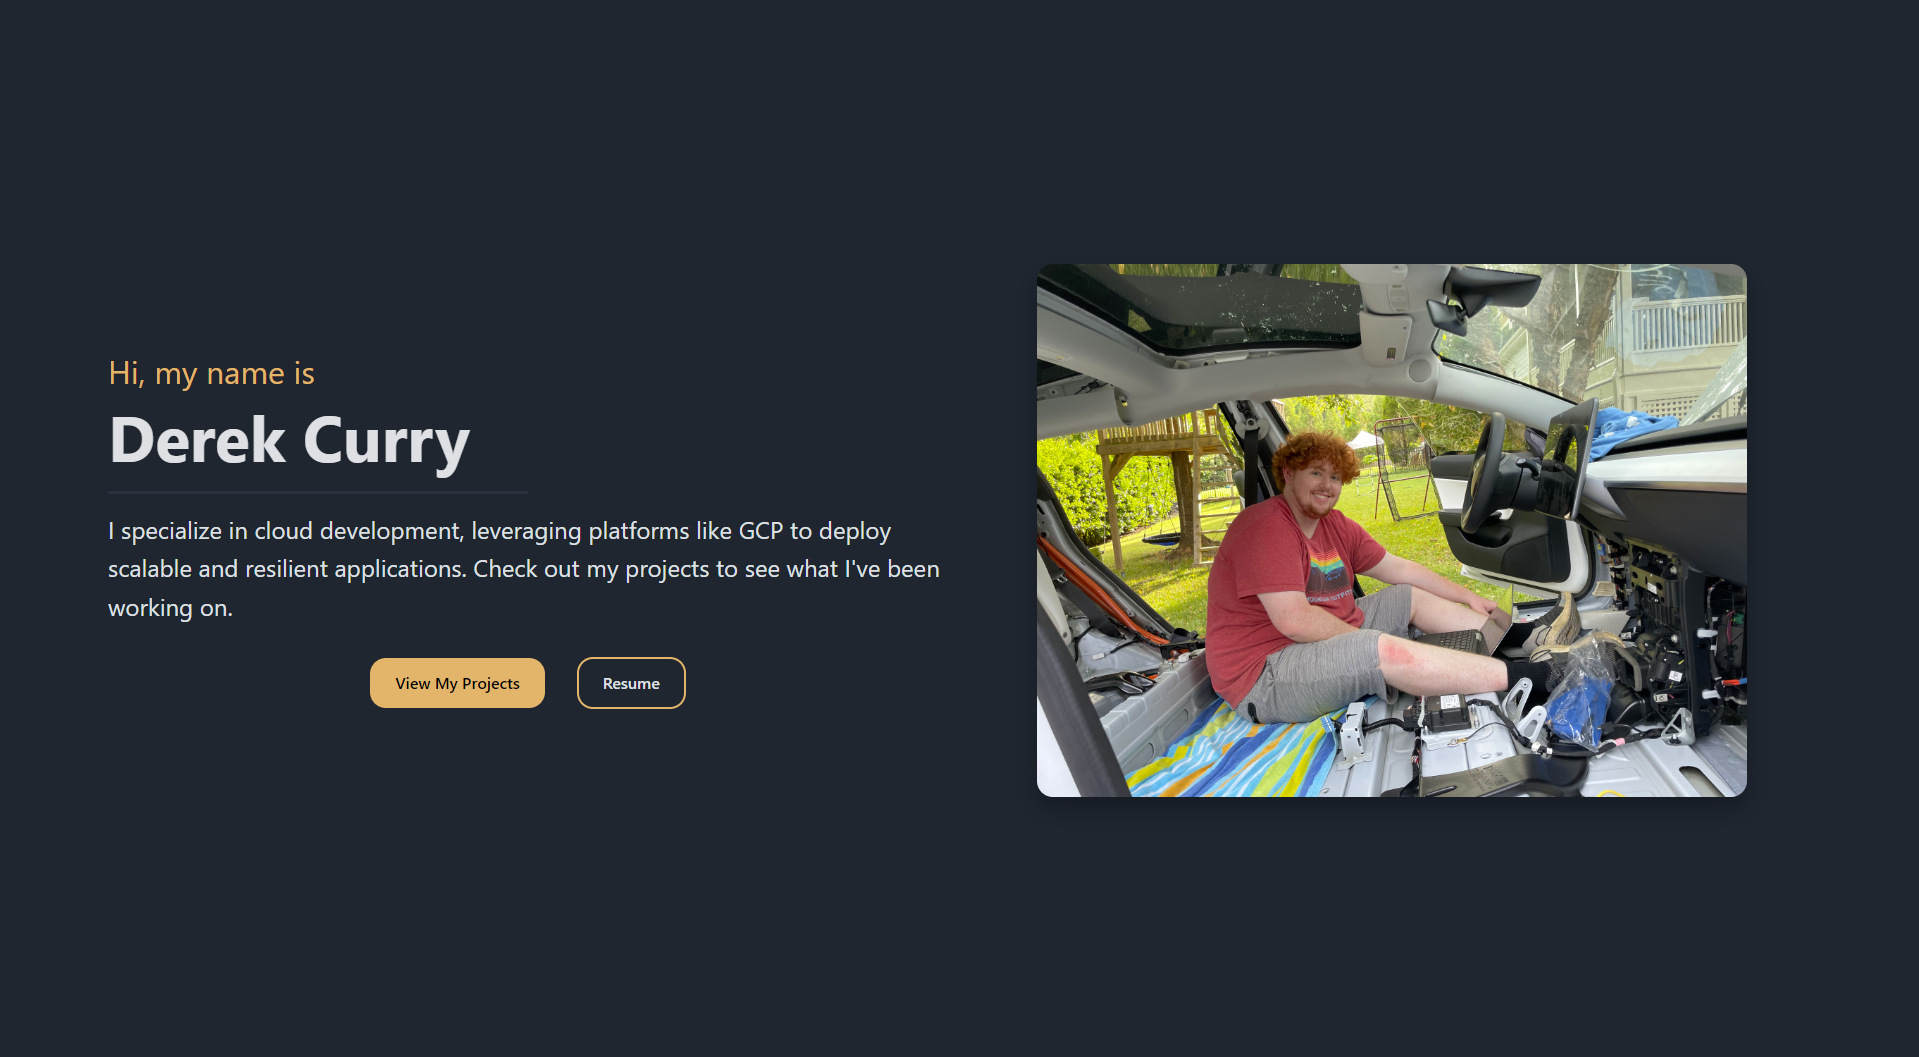 Hi, my name is
Derek Curry
I specialize in cloud development, leveraging platforms like GCP to deploy
scalable and resilient applications. Check out my projects to see what I've been
working on.
View My Projects
Resume